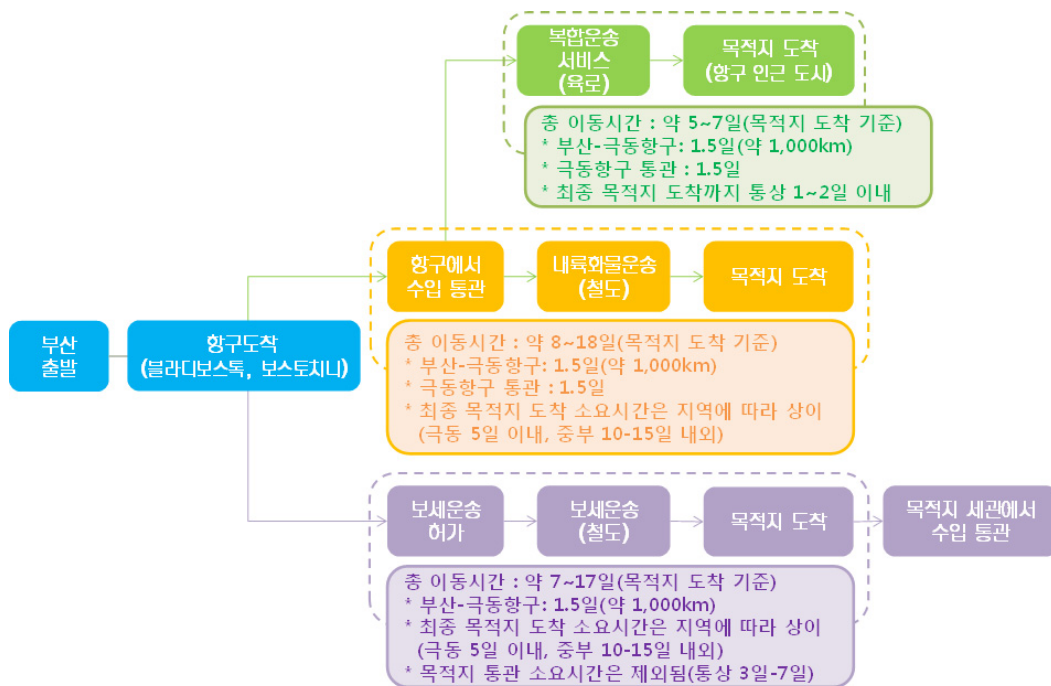 복합운송
서비스
(육로)
목적지 도착
(항구 인근 도시)
총 이동시간 : 약 5~7일(목적지 도착 기준)
* 부산-극동항구: 1.5일(약 1,000km)
* 극동항구 통관 : 1.5일
* 최종 목적지 도착까지 통상 1~2일 이내
항구에서
수입 통관
내륙화물운송
(철도)
목적지 도착
부산
출발
항구도착
(블라디보스톡, 보스토치니)
총 이동시간 : 약 8~18일(목적지 도착 기준)
* 부산-극동항구: 1.5일(약 1,000km)
* 극동항구 통관 : 1.5일
* 최종 목적지 도착 소요시간은 지역에 따라 상이
(극동 5일 이내, 중부 10-15일 내외)
보세운송
허가
보세운송
(철도)
목적지 도착
목적지 세관에서
수입 통관
총 이동시간 : 약 7~17일(목적지 도착 기준)
* 부산-극동항구: 1.5일(약 1,000km)
* 최종 목적지 도착 소요시간은 지역에 따라 상이
(극동 5일 이내, 중부 10-15일 내외)
* 목적지 통관 소요시간은 제외됨(통상 3일-7일)